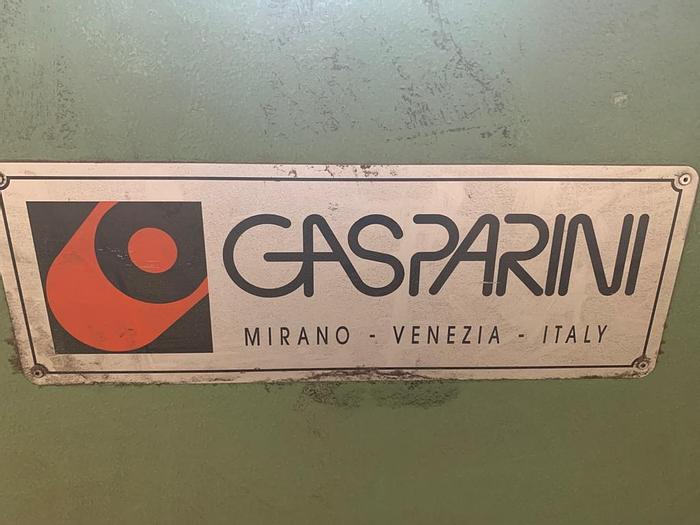 GASPARINI
MIRANO - VENEZIA - ITALY